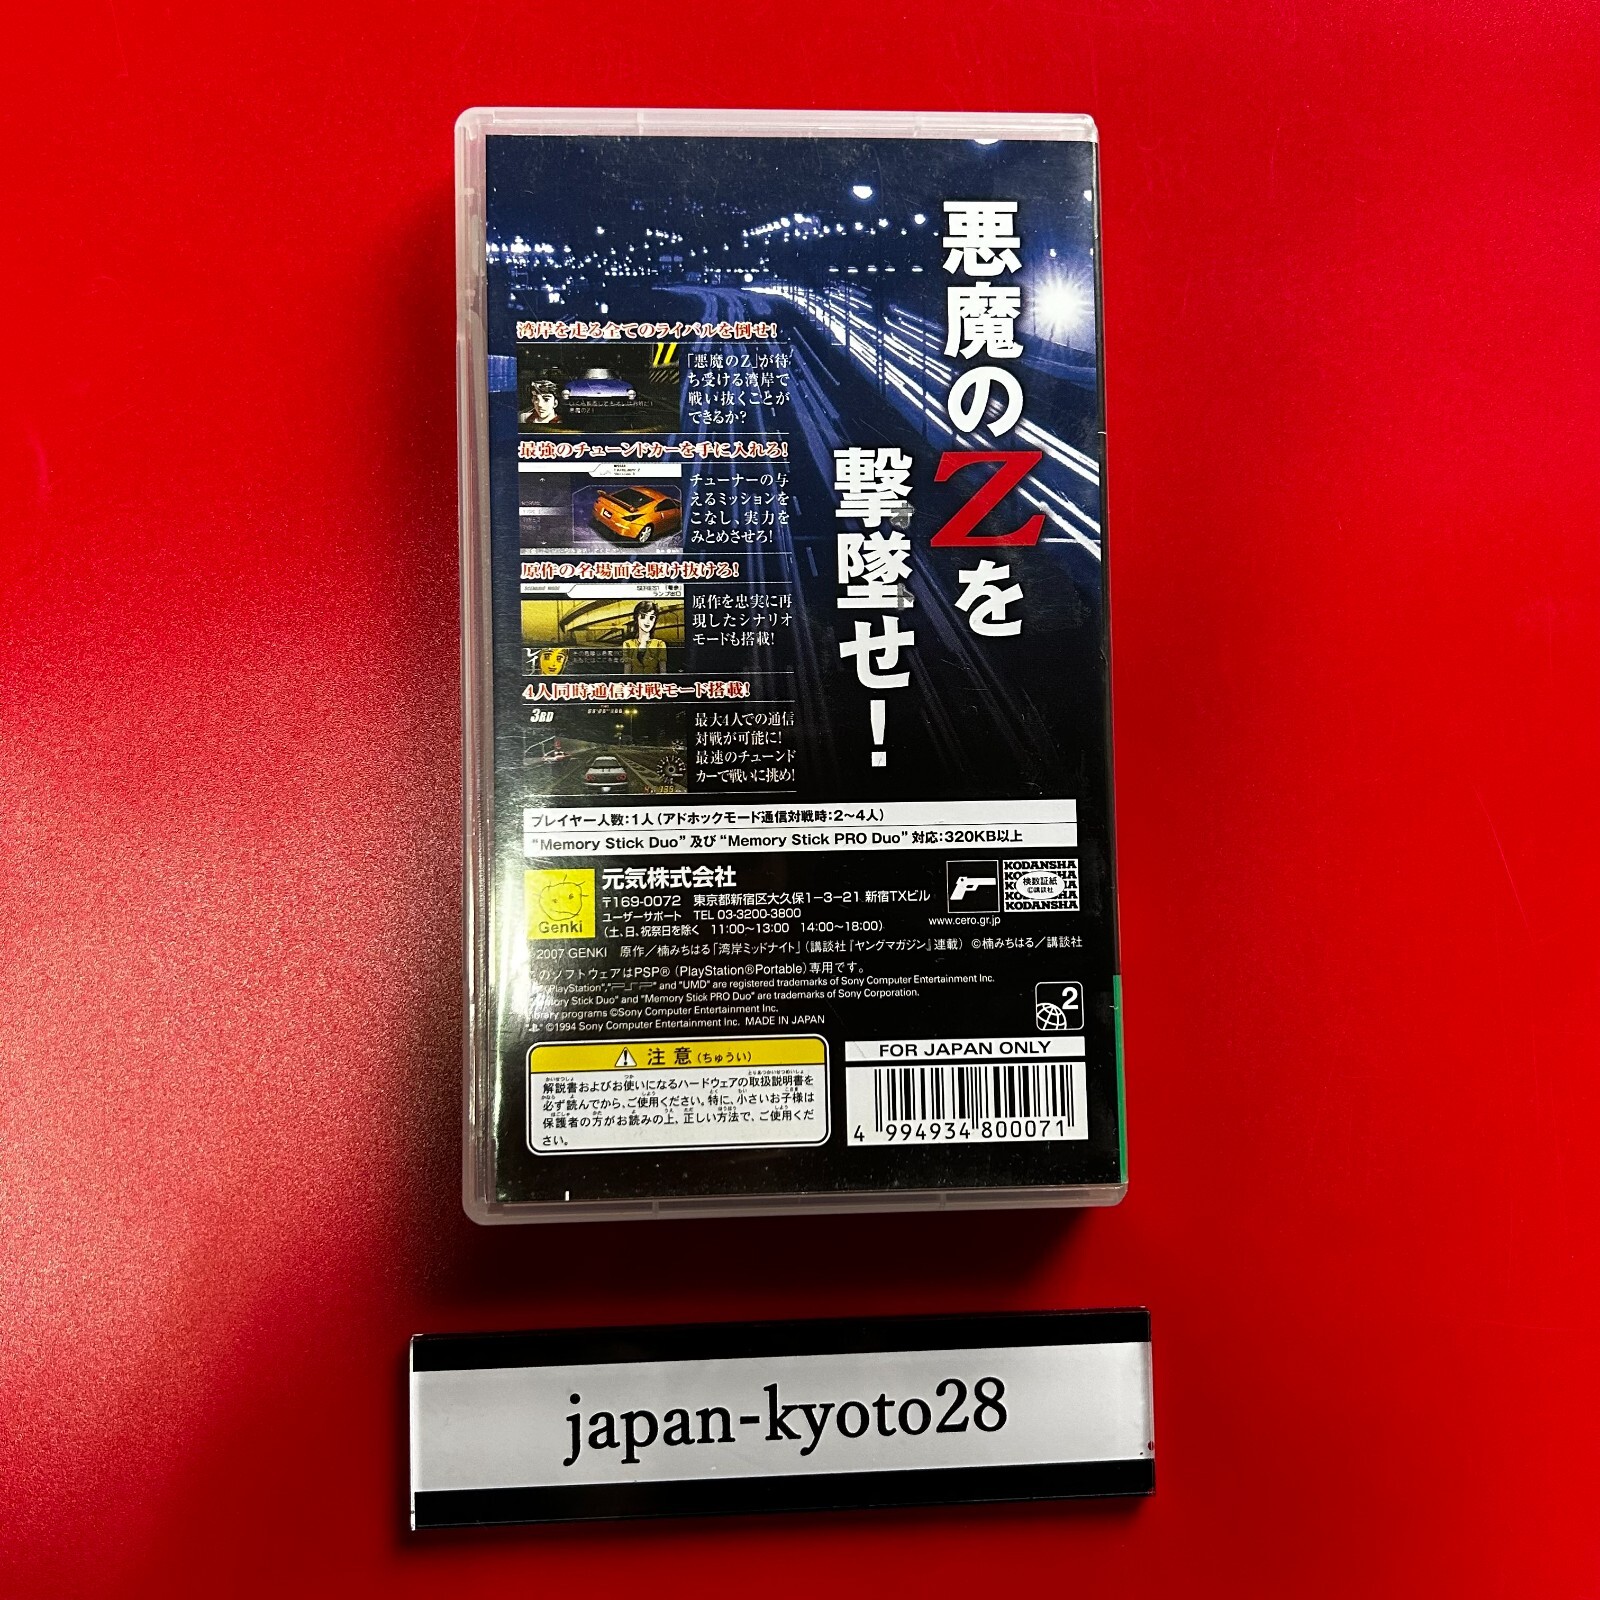 悪魔のZを
撃墜せ!
湾岸を走る全てのライバルを倒せ!
「悪魔のZ」が待
ち受ける湾岸で
戦い抜くことが
できるか?
最強のチューンドカーを手に入れろ!
チューナーの与
えるミッションを
こなし、実力を
みとめさせろ!
原作の名場面を駆け抜けろ!
原作を忠実に再
現したシナリオ
モードも搭載!
4人同時通信対戦モード搭載!
3RD
最大4人での通信
対戦が可能に!
最速のチューンド
カーで戦いに挑め!
プレイヤー人数:1人(アドホックモード通信対戦時:2〜4人)
"Memory Stick Duo" 及び "Memory Stick PRO Duo" 対応:320KB以上
Genki
元気株式会社
〒169-0072 東京都新宿区大久保1-3-21 新宿TXビル
ユーザーサポート TEL 03-3200-3800
(土、日、祝祭日を除く 11:00〜13:00 14:00〜18:00)
www.cero.gr.jp
KODANSHA
検数証紙
©講談社
KODANSHA
2007 GENKI 原作/楠みちはる「湾岸ミッドナイト」(講談社『ヤングマガジン』連載) ©楠みちはる/講談社
のソフトウェアはPSP®(PlayStation®Portable)専用です。
"PlayStation", "PSP" and "UMD" are registered trademarks of Sony Computer Entertainment Inc.
Stick Duo" and "Memory Stick PRO Duo" are trademarks of Sony Corporation.
programs ©Sony Computer Entertainment Inc.
©1994 Sony Computer Entertainment Inc. MADE IN JAPAN
2
注意(ちゅうい)
解説書およびお使いになるハードウェアの取扱説明書を
必ず読んでから、ご使用ください。特に、小さいお子様は
保護者の方がお読みの上、正しい方法で、ご使用くだ
さい。
FOR JAPAN ONLY
4 994934 800071
japan-kyoto28